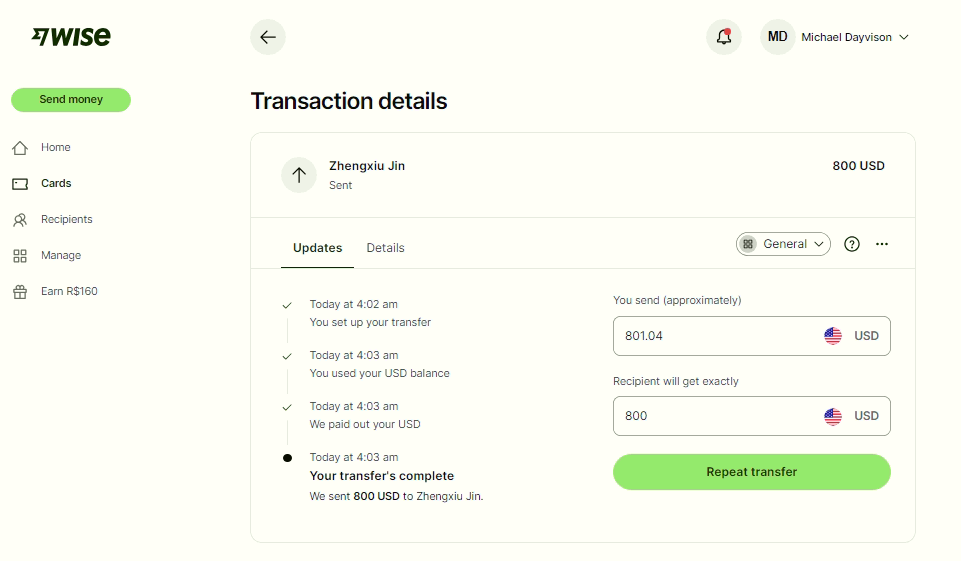 WISE
MD
Michael Dayvison
Send money
Home
Cards
Recipients
Manage
Earn R$160
Transaction details
Zhengxiu Jin
800 USD
Sent
Updates
Details
General
?
Today at 4:02 am
You set up your transfer
Today at 4:03 am
You used your USD balance
Today at 4:03 am
We paid out your USD
Today at 4:03 am
Your transfer's complete
We sent 800 USD to Zhengxiu Jin.
You send (approximately)
801.04 USD
Recipient will get exactly
800 USD
Repeat transfer